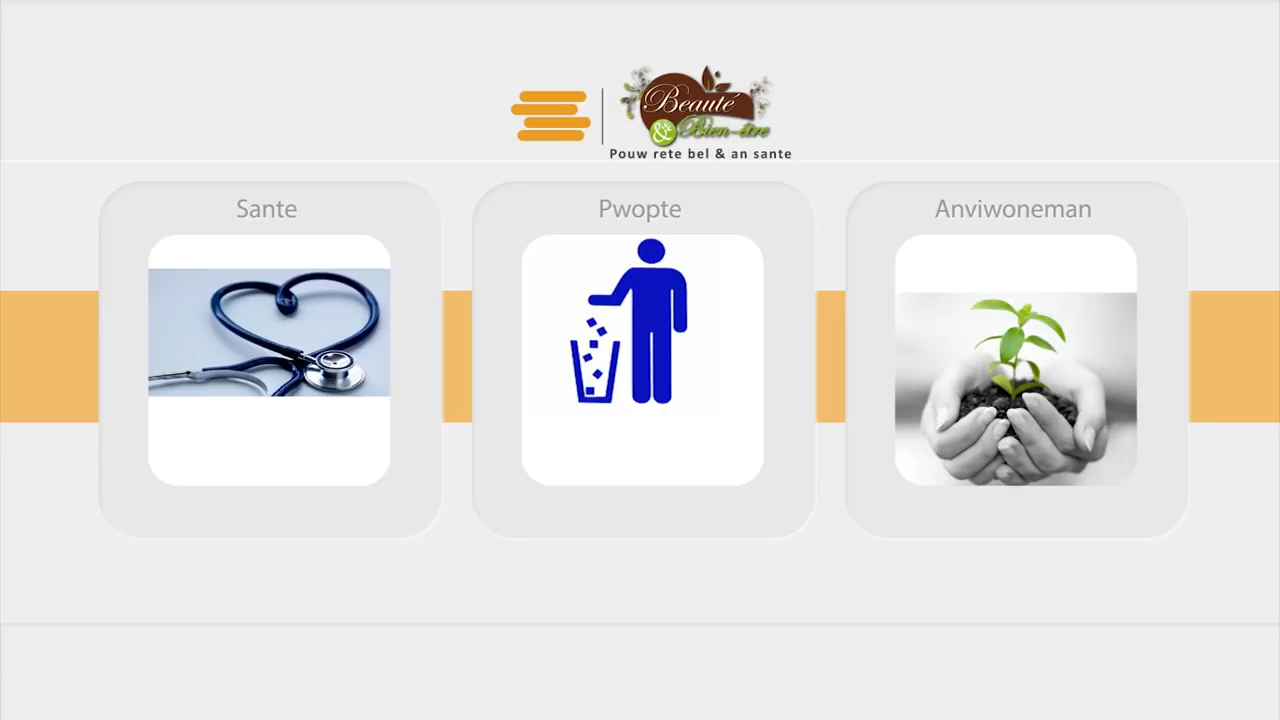 Beauté
& Bien-être
Pouw rete bel & an sante
Sante
Pwopte
Anviwoneman